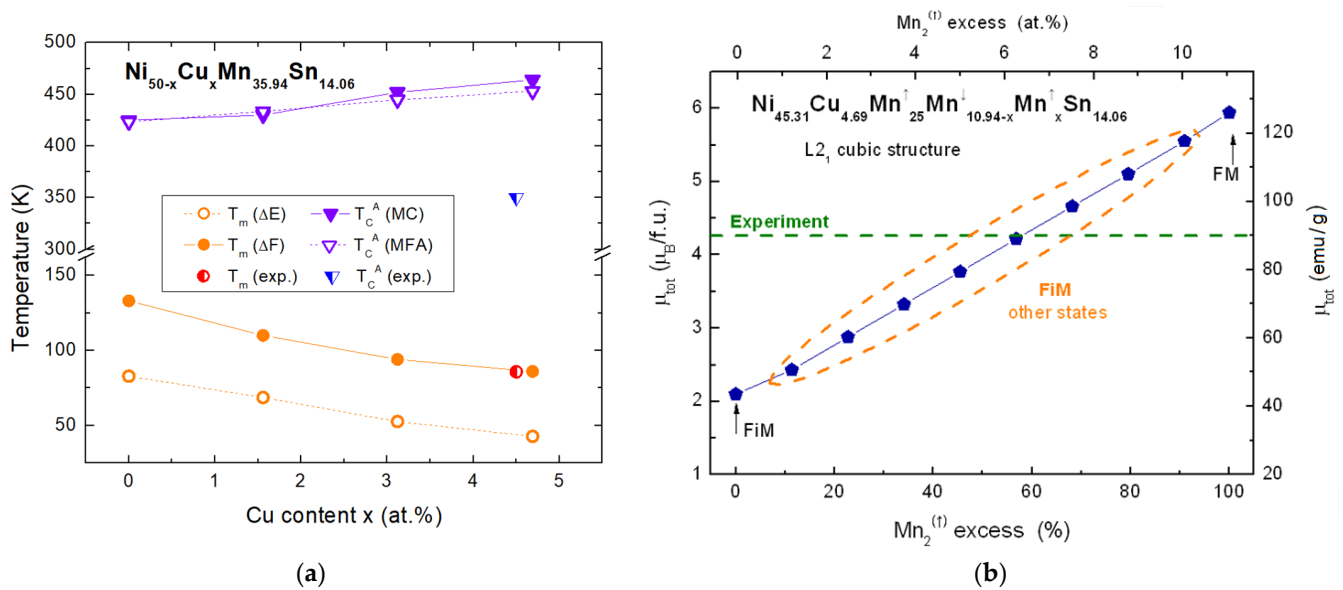 Ni50-xCuxMn35.94Sn14.06
Temperature (K)
500
450
400
350
300
150
100
50
Tm (ΔE)
Tm (ΔF)
Tm (exp.)
TCA (MC)
TCA (MFA)
TCA (exp.)
0 1 2 3 4 5
Cu content x (at.%)
(a)
Mn2(↑) excess (at.%)
0 2 4 6 8 10
Ni45.31Cu4.69Mn↑25Mn↓10.94-xMn↑xSn14.06
L21 cubic structure
μtot (μB/f.u.)
6
5
4
3
2
1
Experiment
FiM
other states
FiM
FM
μtot (emu/g)
120
100
80
60
40
20
0 20 40 60 80 100
Mn2(↑) excess (%)
(b)